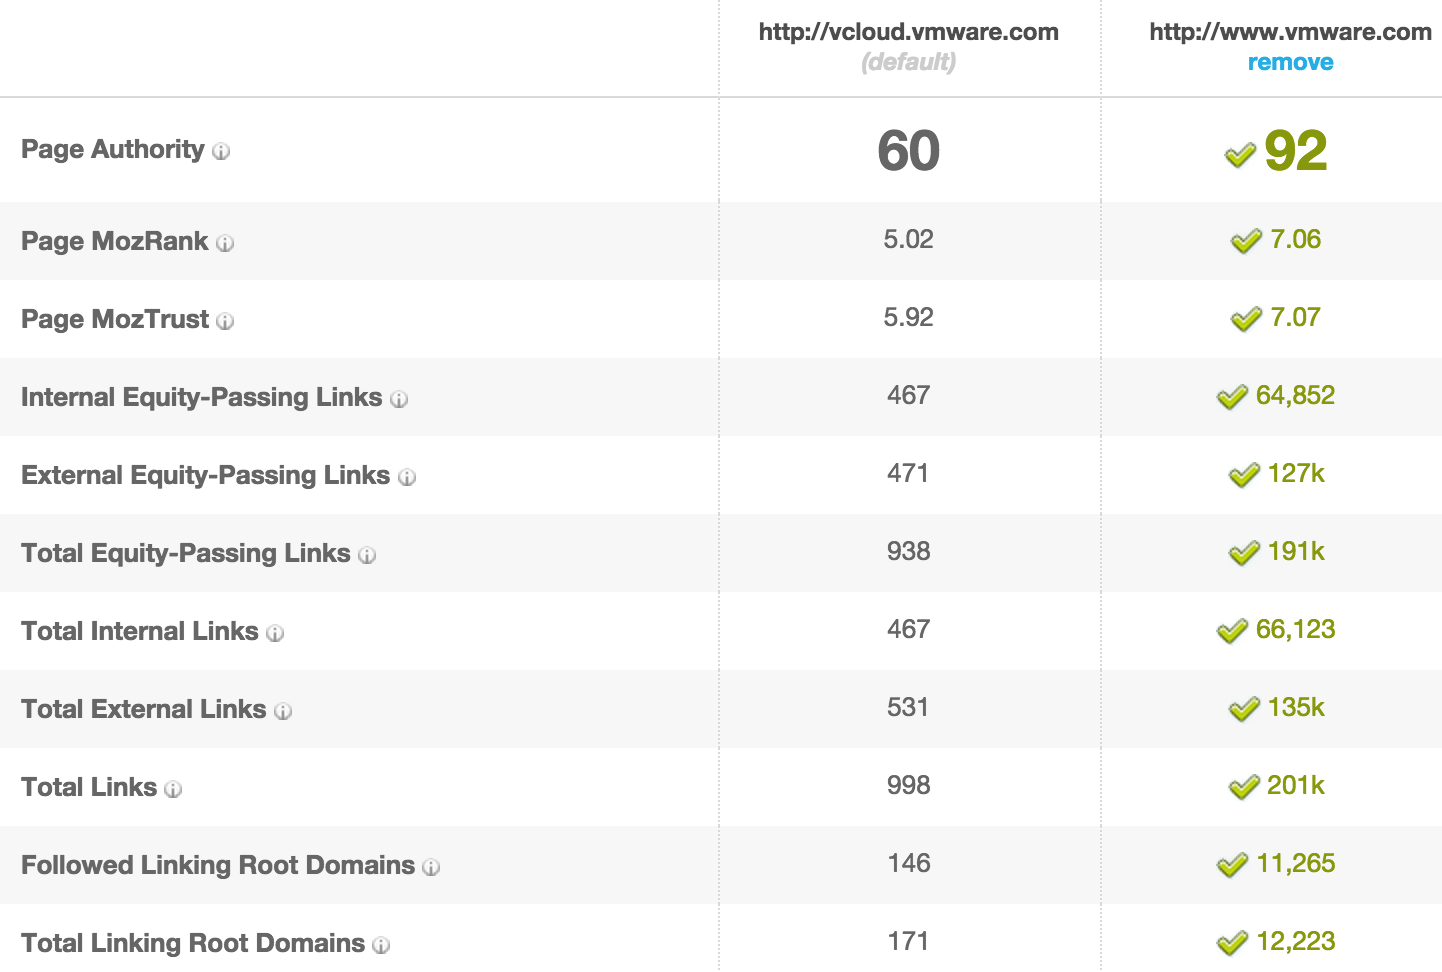 http://vcloud.vmware.com http://www.vmware.com
(default) remove
Page Authority 60 92
Page MozRank 5.02 7.06
Page MozTrust 5.92 7.07
Internal Equity-Passing Links 467 64,852
External Equity-Passing Links 471 127k
Total Equity-Passing Links 938 191k
Total Internal Links 467 66,123
Total External Links 531 135k
Total Links 998 201k
Followed Linking Root Domains 146 11,265
Total Linking Root Domains 171 12,223